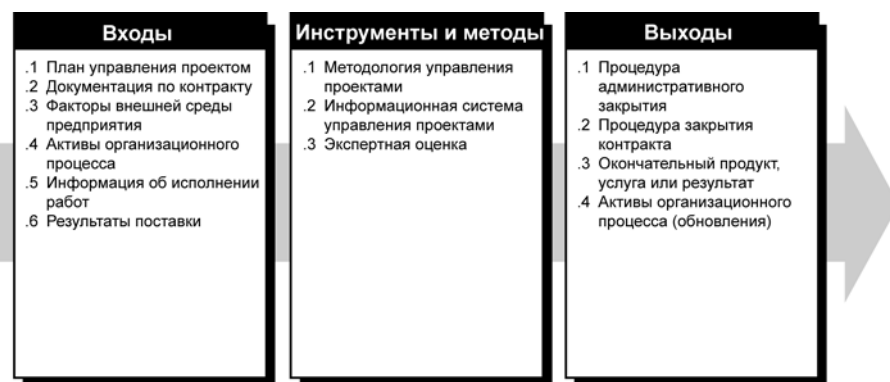 Входы
.1 План управления проектом
.2 Документация по контракту
.3 Факторы внешней среды
предприятия
.4 Активы организационного
процесса
.5 Информация об исполнении
работ
.6 Результаты поставки
Инструменты и методы
.1 Методология управления
проектами
.2 Информационная система
управления проектами
.3 Экспертная оценка
Выходы
.1 Процедура
административного
закрытия
.2 Процедура закрытия
контракта
.3 Окончательный продукт,
услуга или результат
.4 Активы организационного
процесса (обновления)